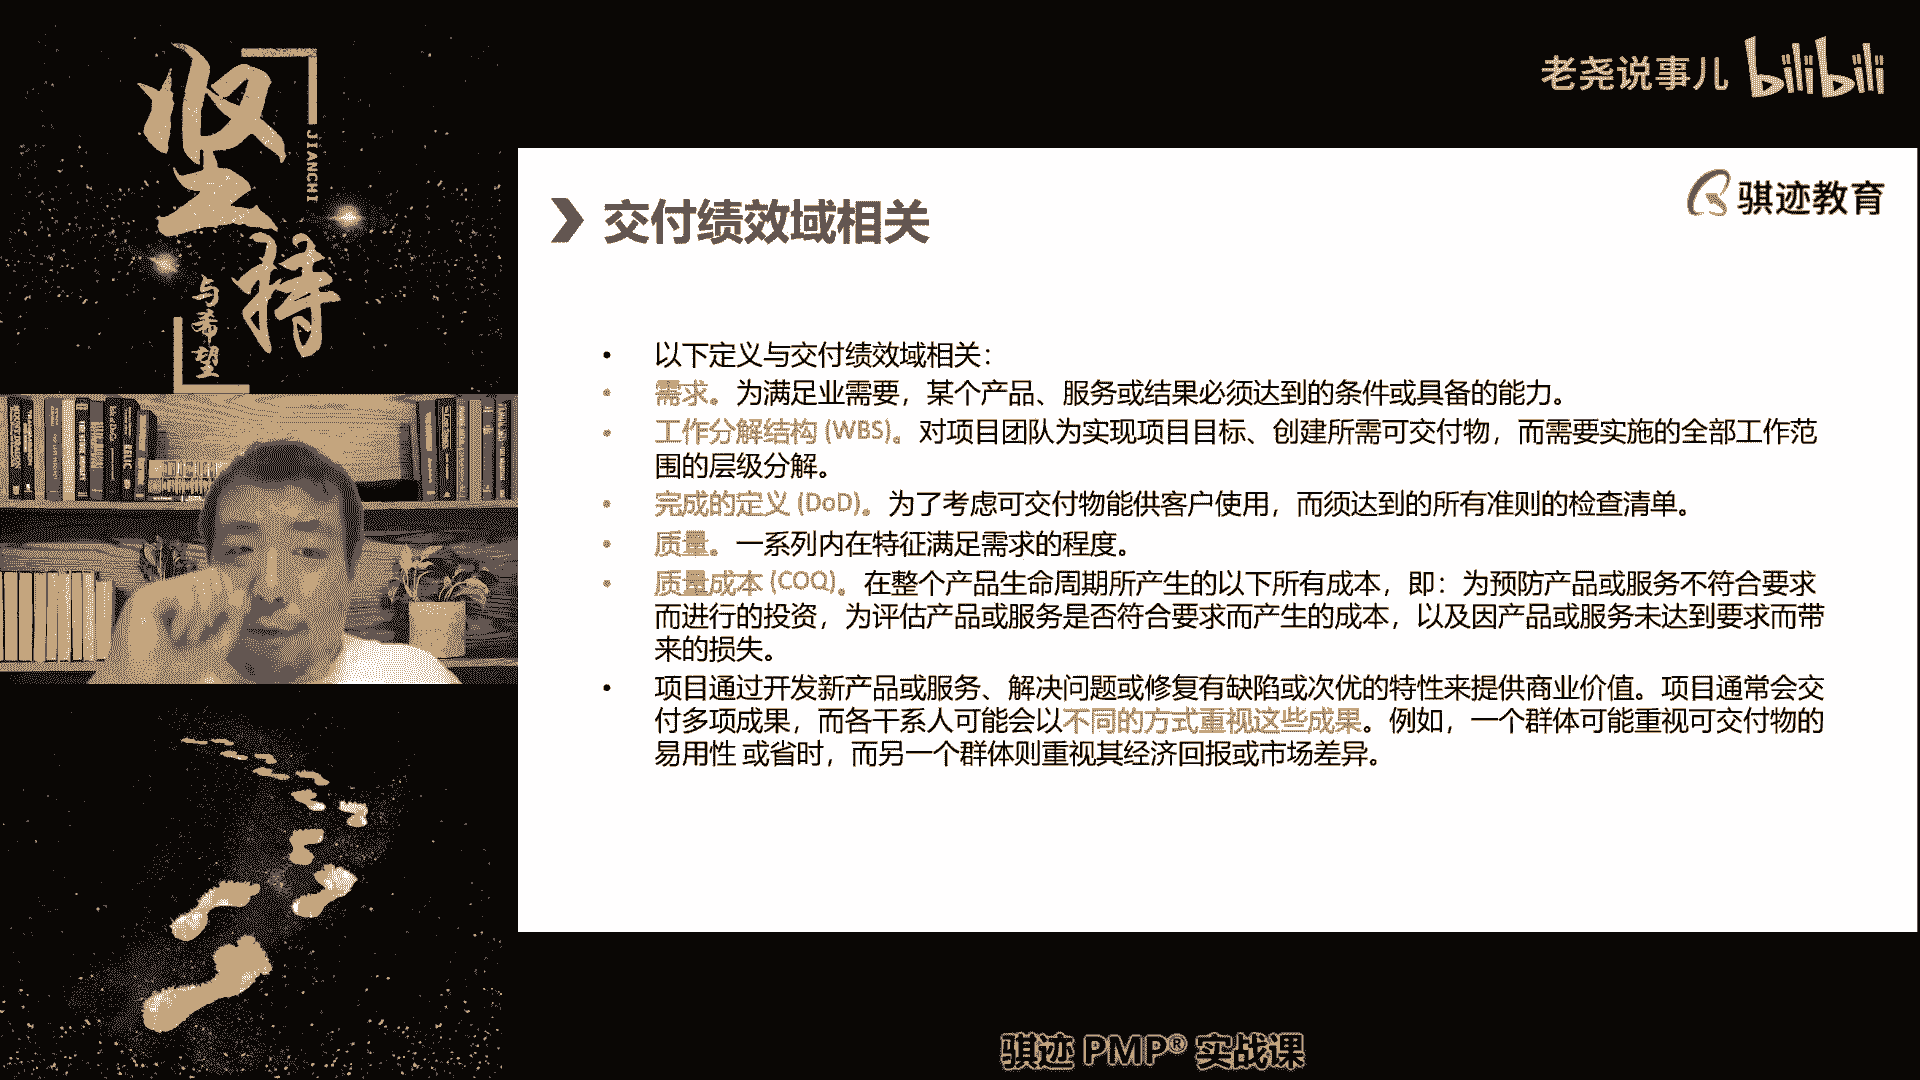 坚
持
JIANCHI
与希望
老尧说事儿 bilibili
骐迹教育
交付绩效域相关
• 以下定义与交付绩效域相关：
• 需求。为满足业需要，某个产品、服务或结果必须达到的条件或具备的能力。
• 工作分解结构 (WBS)。对项目团队为实现项目目标、创建所需可交付物，而需要实施的全部工作范
围的层级分解。
• 完成的定义 (DoD)。为了考虑可交付物能供客户使用，而须达到的所有准则的检查清单。
• 质量。一系列内在特征满足需求的程度。
• 质量成本 (COQ)。在整个产品生命周期所产生的以下所有成本，即：为预防产品或服务不符合要求
而进行的投资，为评估产品或服务是否符合要求而产生的成本，以及因产品或服务未达到要求而带
来的损失。
• 项目通过开发新产品或服务、解决问题或修复有缺陷或次优的特性来提供商业价值。项目通常会交
付多项成果，而各干系人可能会以不同的方式重视这些成果。例如，一个群体可能重视可交付物的
易用性 或省时，而另一个群体则重视其经济回报或市场差异。
骐迹 PMP® 实战课